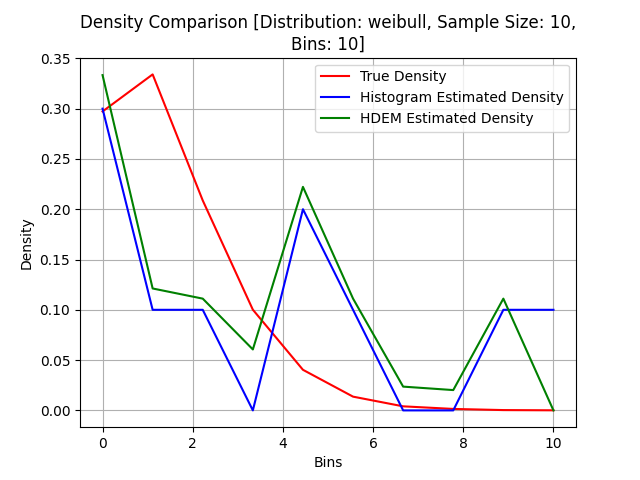 Density Comparison [Distribution: weibull, Sample Size: 10,
Bins: 10]
True Density
Histogram Estimated Density
HDEM Estimated Density
Density
0.35
0.30
0.25
0.20
0.15
0.10
0.05
0.00
0 2 4 6 8 10
Bins